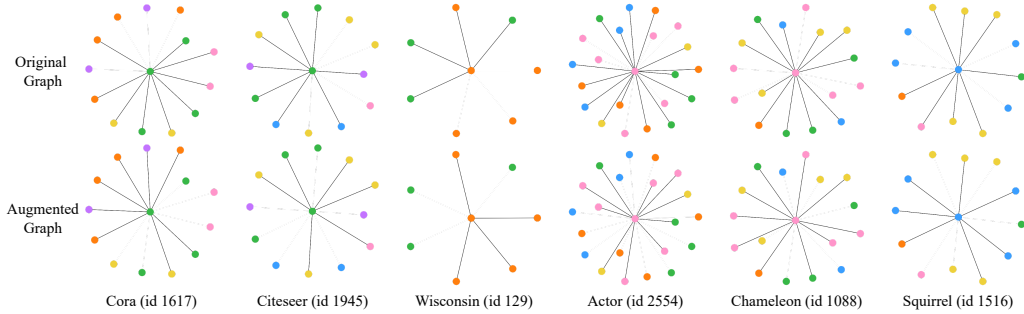 Original
Graph
Augmented
Graph
Cora (id 1617)
Citeseer (id 1945)
Wisconsin (id 129)
Actor (id 2554)
Chameleon (id 1088)
Squirrel (id 1516)